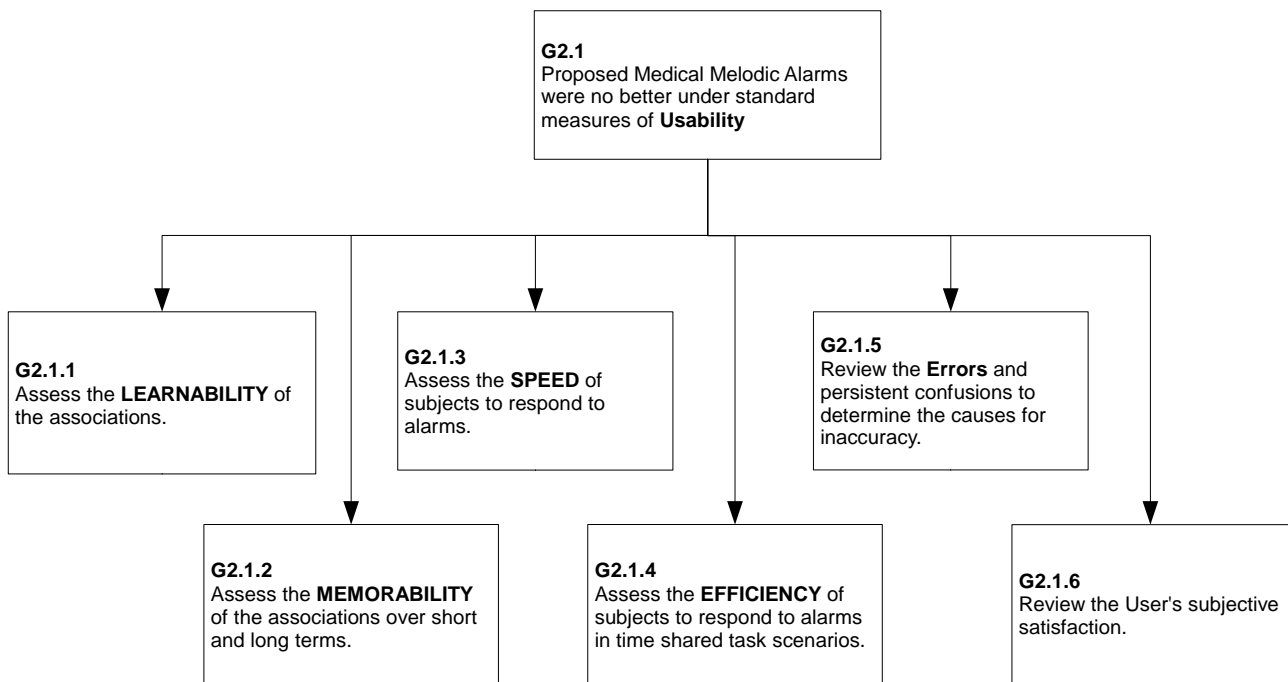 G2.1
Proposed Medical Melodic Alarms
were no better under standard
measures of Usability
G2.1.1
Assess the LEARNABILITY of
the associations.
G2.1.3
Assess the SPEED of
subjects to respond to
alarms.
G2.1.5
Review the Errors and
persistent confusions to
determine the causes for
inaccuracy.
G2.1.2
Assess the MEMORABILITY
of the associations over short
and long terms.
G2.1.4
Assess the EFFICIENCY of
subjects to respond to alarms
in time shared task scenarios.
G2.1.6
Review the User's subjective
satisfaction.